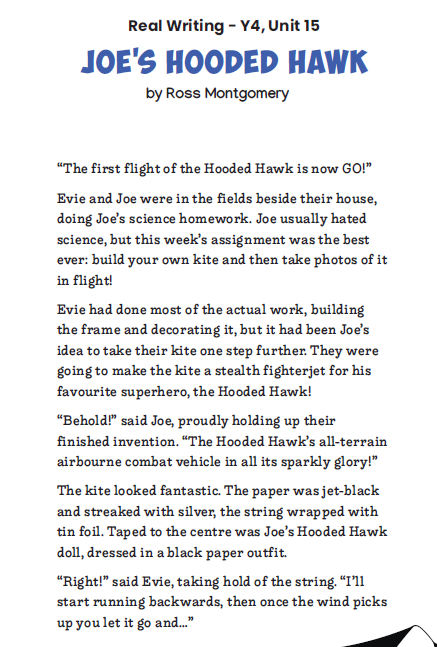 Real Writing – Y4, Unit 15
JOE'S HOODED HAWK
by Ross Montgomery
“The first flight of the Hooded Hawk is now GO!”
Evie and Joe were in the fields beside their house,
doing Joe’s science homework. Joe usually hated
science, but this week’s assignment was the best
ever: build your own kite and then take photos of it
in flight!
Evie had done most of the actual work, building
the frame and decorating it, but it had been Joe’s
idea to take their kite one step further. They were
going to make the kite a stealth fighterjet for his
favourite superhero, the Hooded Hawk!
“Behold!” said Joe, proudly holding up their
finished invention. “The Hooded Hawk’s all-terrain
airbourne combat vehicle in all its sparkly glory!”
The kite looked fantastic. The paper was jet-black
and streaked with silver, the string wrapped with
tin foil. Taped to the centre was Joe’s Hooded Hawk
doll, dressed in a black paper outfit.
“Right!” said Evie, taking hold of the string. “I’ll
start running backwards, then once the wind picks
up you let it go and...”